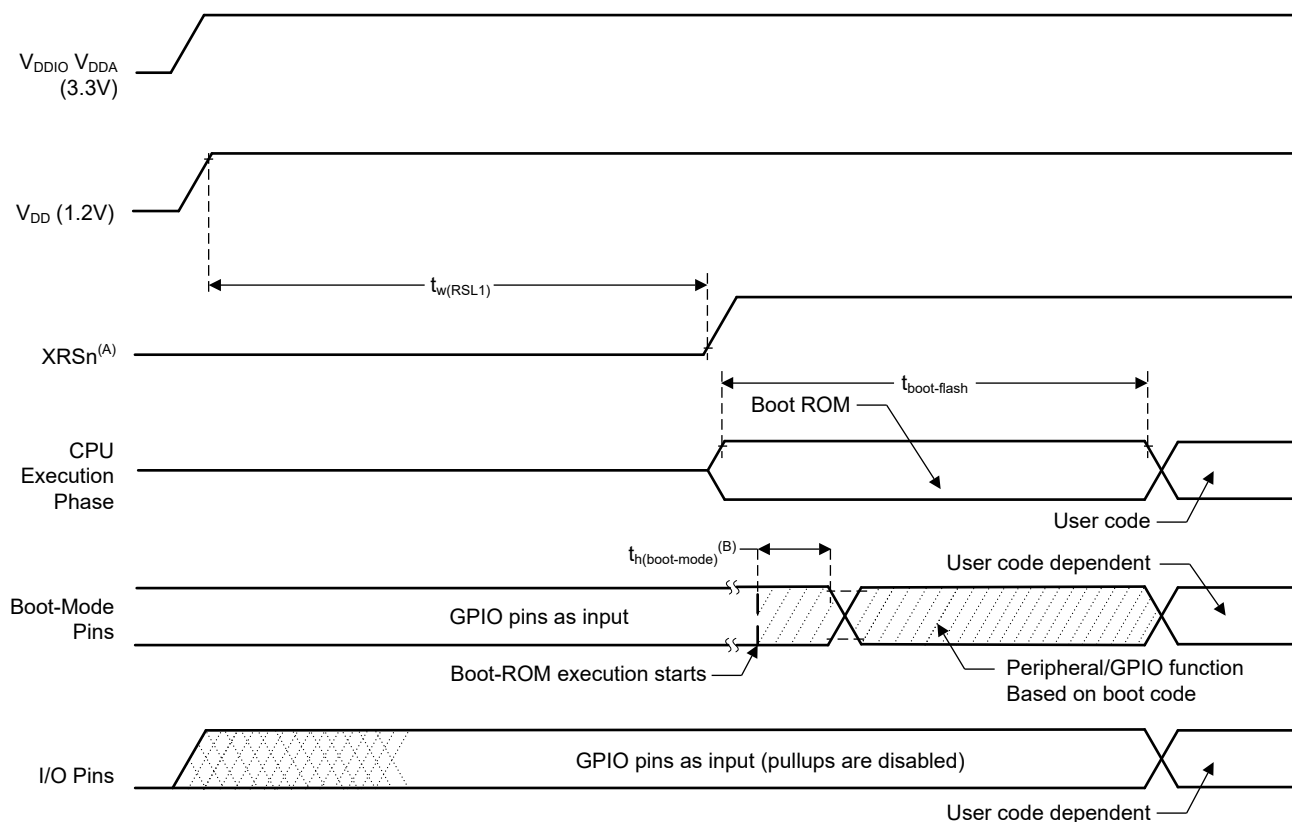 VDDIO VDDA
(3.3V)
VDD (1.2V)
tw(RSL1)
XRSn(A)
tboot-flash
Boot ROM
CPU
Execution
Phase
User code
th(boot-mode)(B)
User code dependent
Boot-Mode
Pins
GPIO pins as input
Boot-ROM execution starts
Peripheral/GPIO function
Based on boot code
I/O Pins
GPIO pins as input (pullups are disabled)
User code dependent